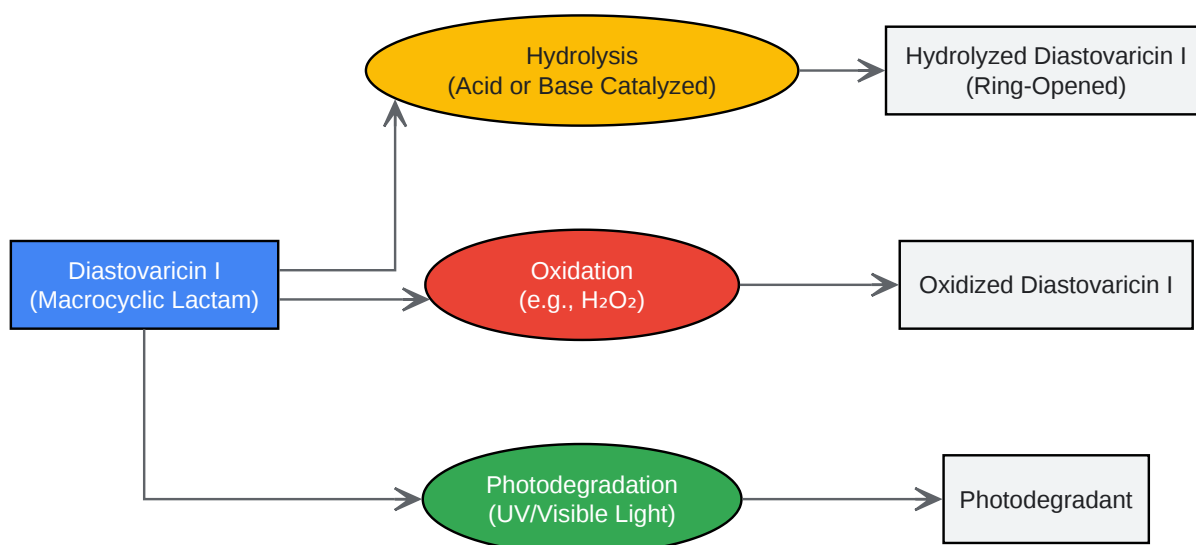 Hydrolysis
(Acid or Base Catalyzed)
Hydrolyzed Diastovaricin I
(Ring-Opened)
Diastovaricin I
(Macrocyclic Lactam)
Oxidation
(e.g., H₂O₂)
Oxidized Diastovaricin I
Photodegradation
(UV/Visible Light)
Photodegradant